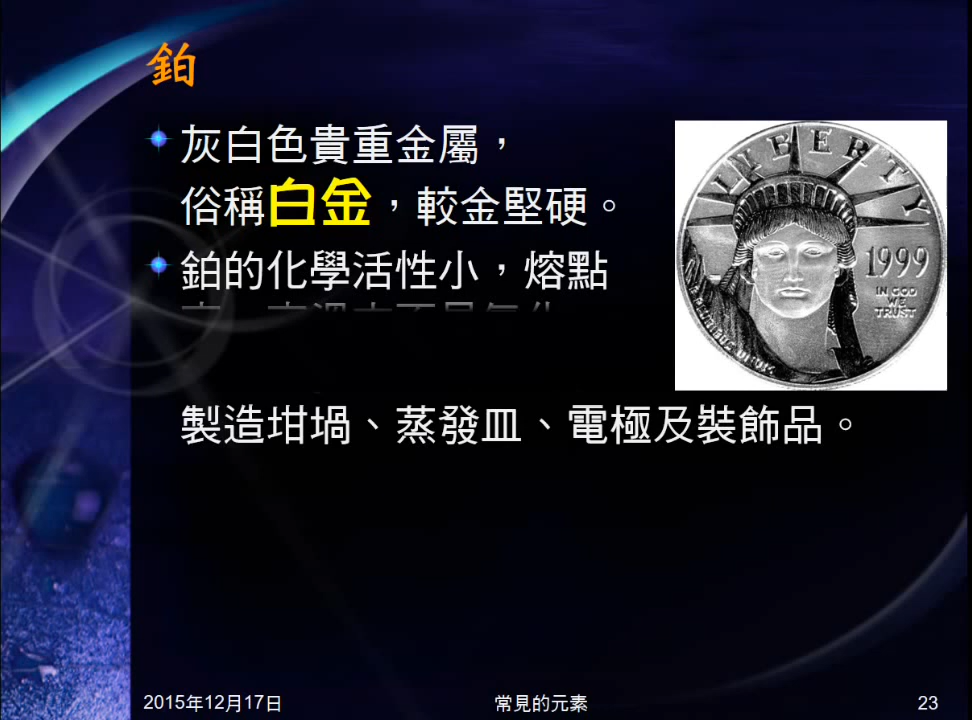 鉑
灰白色貴重金屬，
俗稱白金，較金堅硬。
鉑的化學活性小，熔點
製造坩堝、蒸發皿、電極及裝飾品。
LIBERTY
1999
IN GOD
WE
TRUST
E PLURIBUS UNUM
2015年12月17日
常見的元素
23